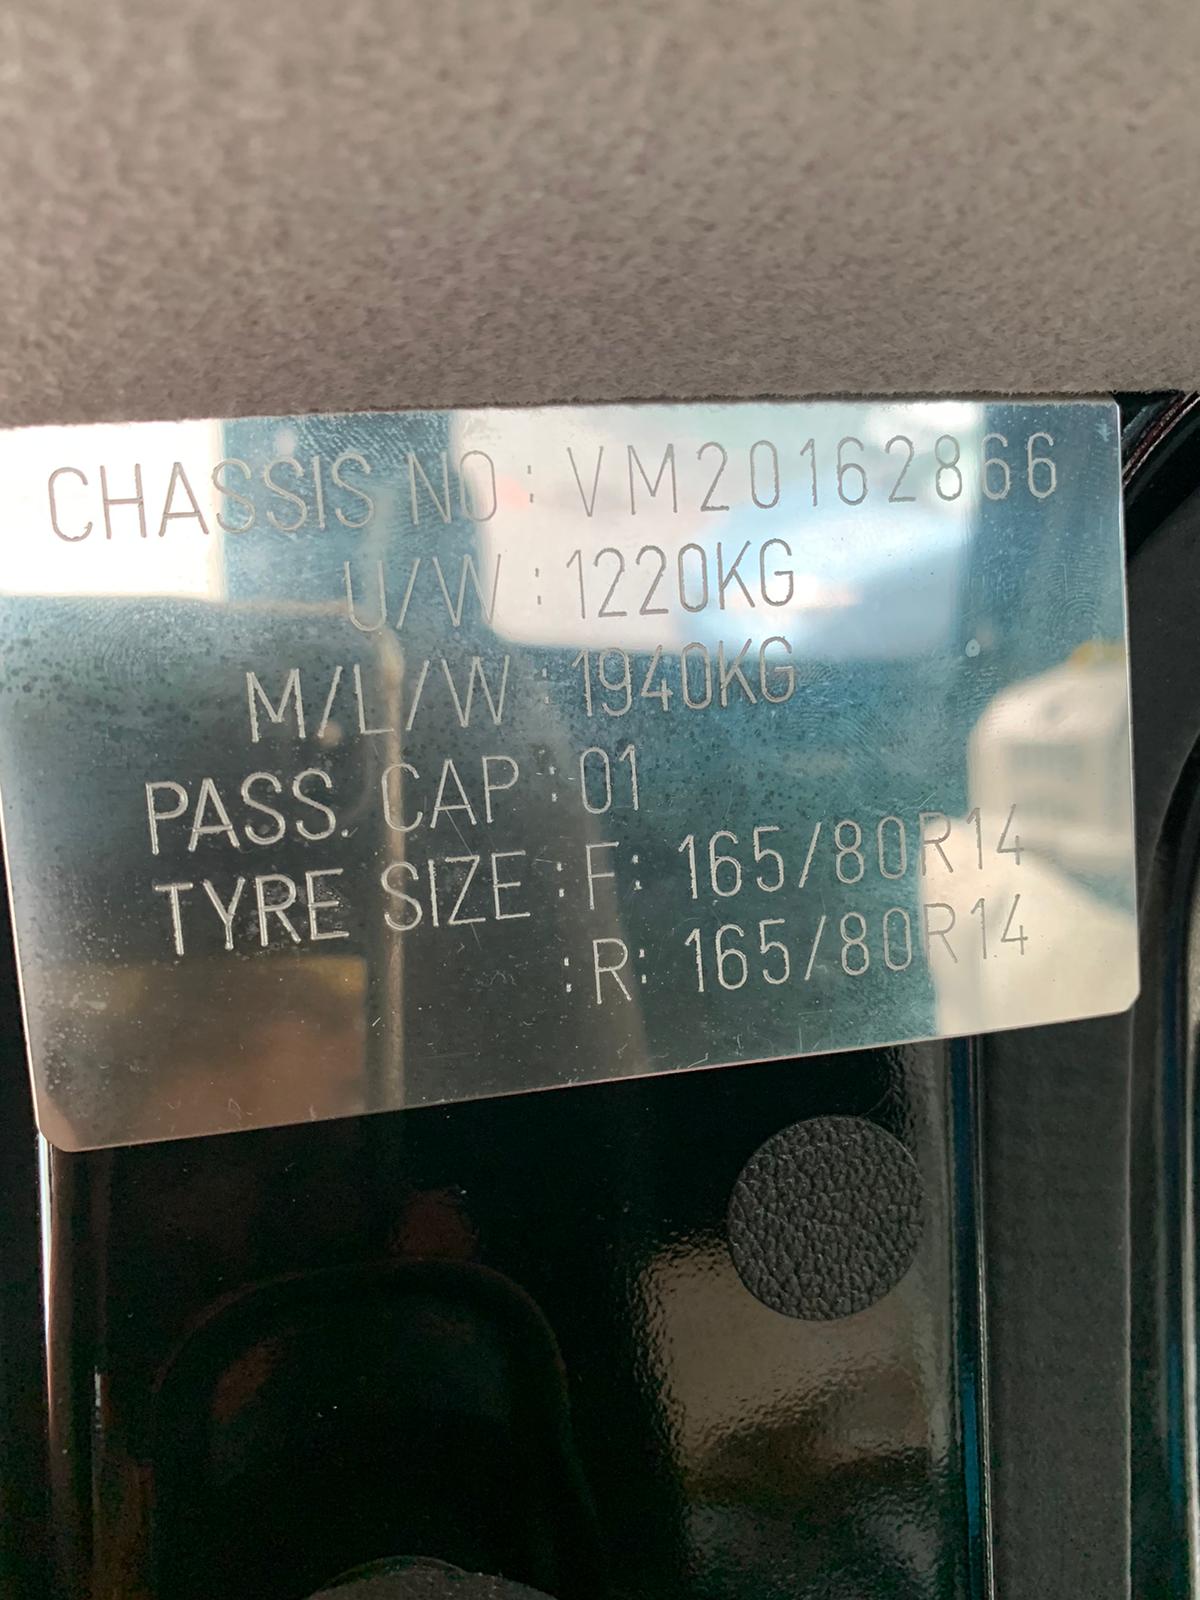 CHASSIS NO : VM20162866
U/W : 1220KG
M/L/W : 1940KG
PASS. CAP : 01
TYRE SIZE : F: 165/80R14
: R: 165/80R14